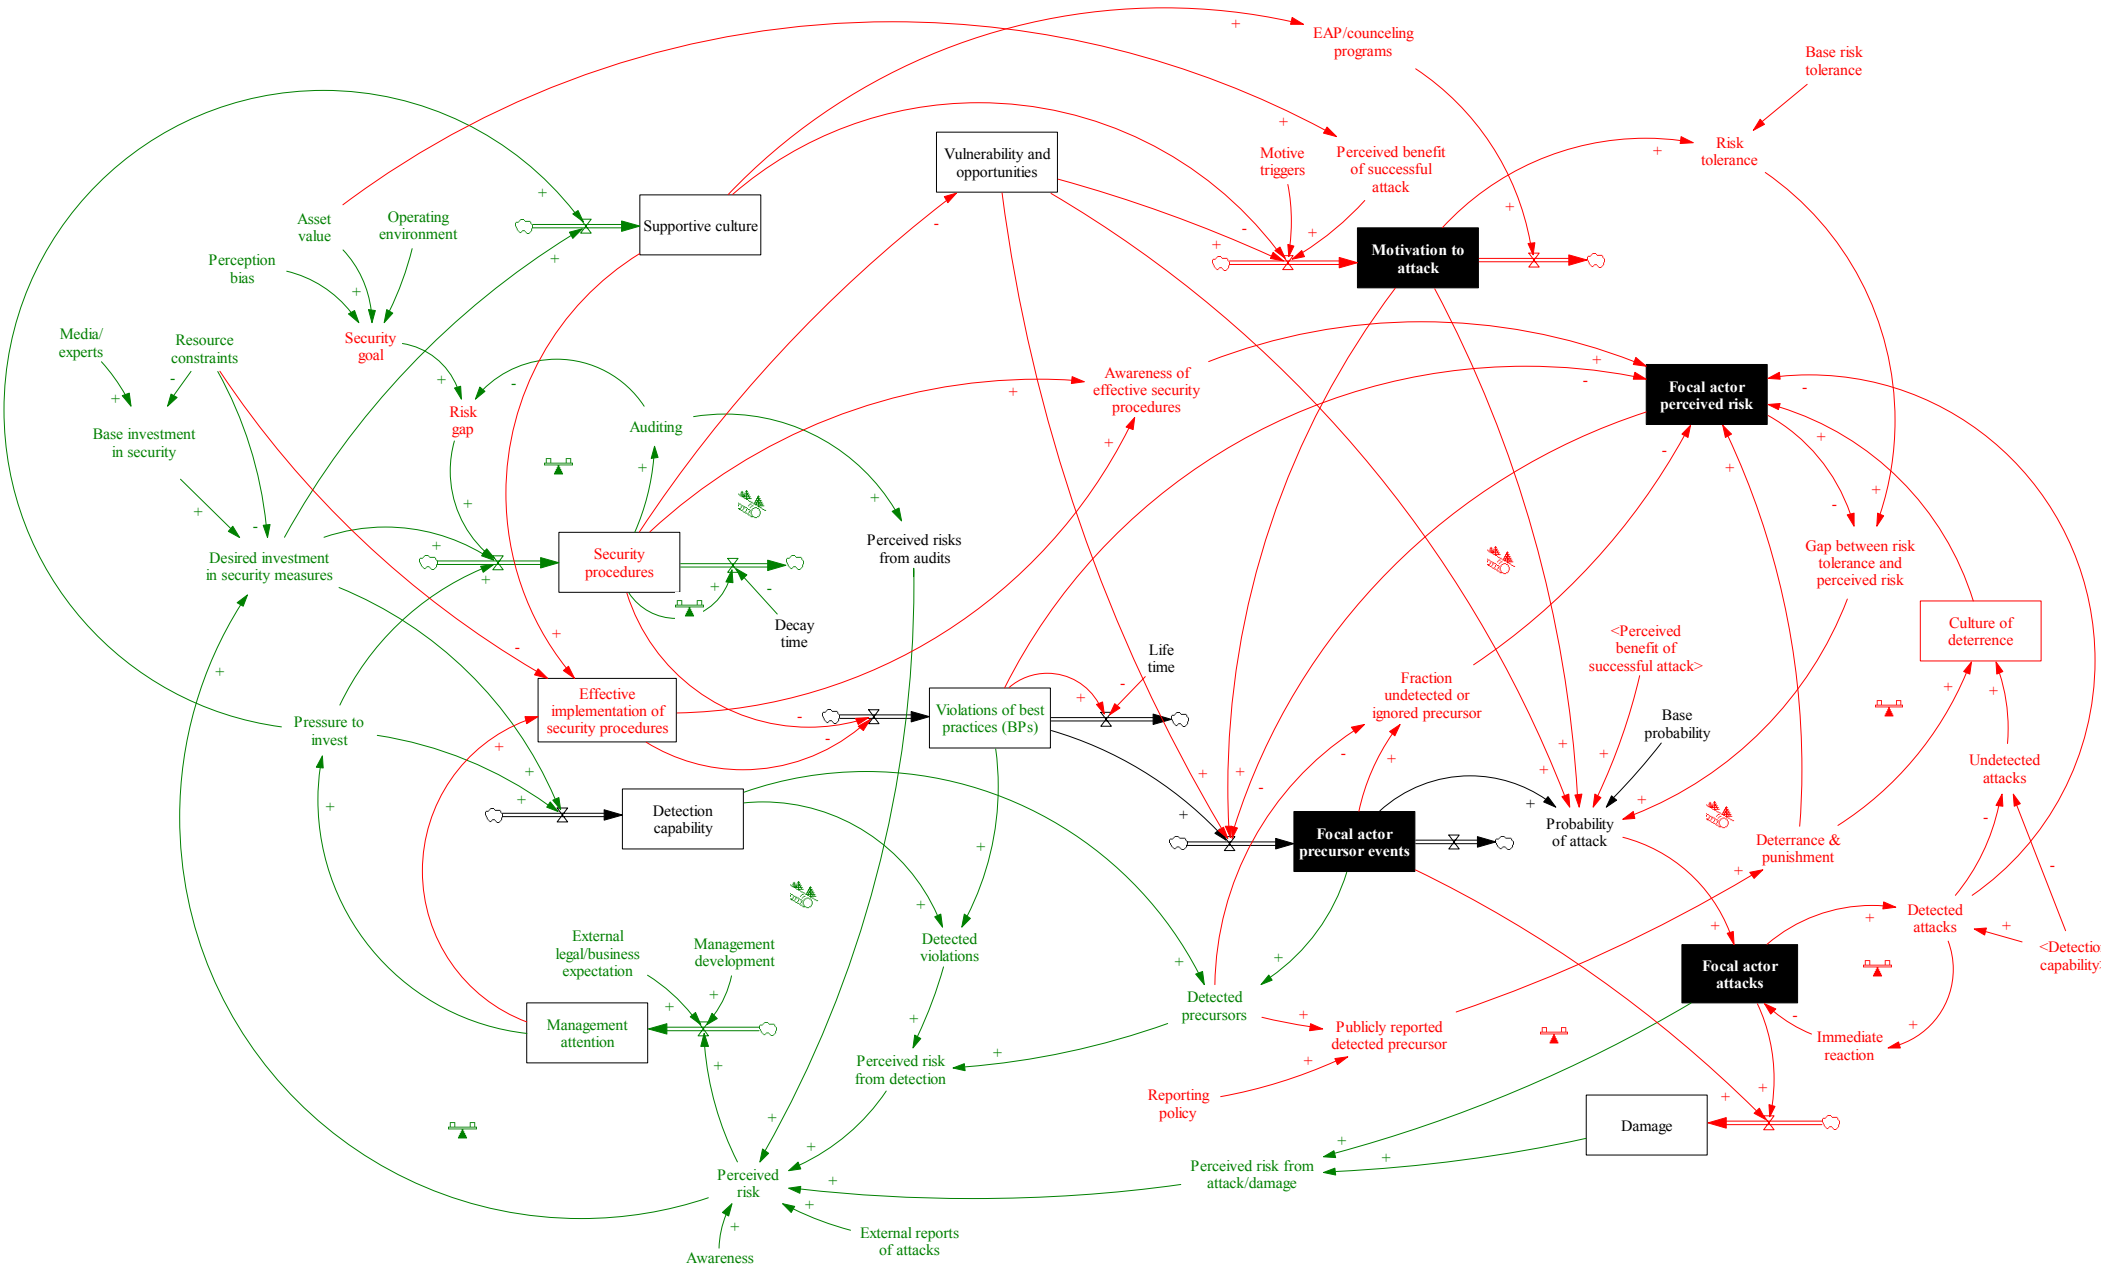 EAP/counceling
programs
Base risk
tolerance
Vulnerability and
opportunities
Motive
triggers
Perceived benefit
of successful
attack
Risk
tolerance
Asset
value
Operating
environment
Supportive culture
Perception
bias
Motivation to
attack
Media/
experts
Resource
constraints
Security
goal
Awareness of
effective security
procedures
Focal actor
perceived risk
Risk
gap
Auditing
Base investment
in security
Perceived risks
from audits
Desired investment
in security measures
Security
procedures
Gap between risk
tolerance and
perceived risk
Decay
time
Culture of
deterrence
<Perceived
benefit of
successful attack>
Life
time
Effective
implementation of
security procedures
Violations of best
practices (BPs)
Fraction
undetected or
ignored precursor
Pressure to
invest
Base
probability
Undetected
attacks
Detection
capability
Focal actor
precursor events
Probability
of attack
Deterrance &
punishment
Detected
attacks
<Detectio
capability
External
legal/business
expectation
Management
development
Detected
violations
Focal actor
attacks
Detected
precursors
Management
attention
Publicly reported
detected precursor
Immediate
reaction
Perceived risk
from detection
Reporting
policy
Damage
Perceived
risk
Perceived risk from
attack/damage
External reports
of attacks
Awareness